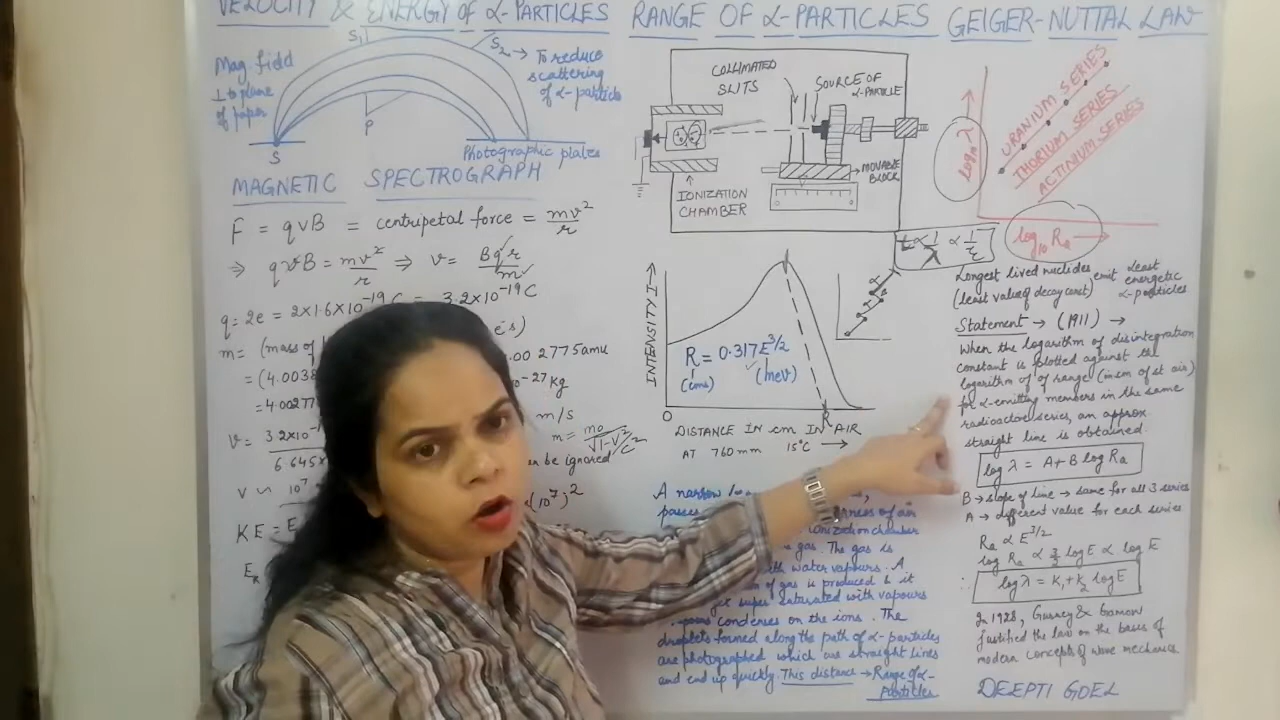 VELOCITY & ENERGY OF α-PARTICLES
S₁
S₂ → To reduce
scattering
of α-particles
Mag field
⊥ to plane
of paper
P
S
Photographic plates
MAGNETIC SPECTROGRAPH
F = qvB = centripetal force = mv²/r
⇒ qvB = mv²/r ⇒ v = Bqr/m
q = 2e = 2×1.6×10⁻¹⁹C = 3.2×10⁻¹⁹C
m = (mass of
e⁻s)
= (4.0038
.002775amu
= 4.00277
10⁻²⁷ kg
v = 3.2×10⁻¹
6.645×
m/s
m = m₀/√1-v²/c²
be ignored
v ∼ 10⁷
(10⁷)²
KE =
RANGE OF α-PARTICLES
COLLIMATED
SLITS
SOURCE OF
α-PARTICLE
MOVABLE
BLOCK
IONIZATION
CHAMBER
INTENSITY I →
R = 0.317E^3/2
(cms) (mev)
O
R
DISTANCE IN cm IN AIR
AT 760 mm 15°C →
A narrow
passes
of air
ionization chamber
gas. The gas is
with water vapours. A
of gas is produced & it
super saturated with vapours
condenses on the ions. The
droplets formed along the path of α-particles
are photographed which are straight lines
and end up quickly. This distance → Range of α-
particles
GEIGER-NUTTAL LAW
log₁₀ λ →
URANIUM SERIES
THORIUM SERIES
ACTINIUM SERIES
log₁₀ Rₐ →
Longest lived nuclides emit least
(least value of decay const) energetic
α-particles
Statement → (1911) →
When the logarithm of disintegration
constant is plotted against the
logarithm of of range (in cm of st air)
for α-emitting members in the same
radioactive series, an approx
straight line is obtained.
log λ = A + B log Rₐ
B → slope of line → same for all 3 series
A → different value for each series
Rₐ ∝ E^3/2
log Rₐ ∝ 3/2 log E ∝ log E
∴ log λ = K₁ + K₂ log E
In 1928, Gurney & Gamow
justified the law on the bases of
modern concepts of wave mechanics
DEEPTI GOEL